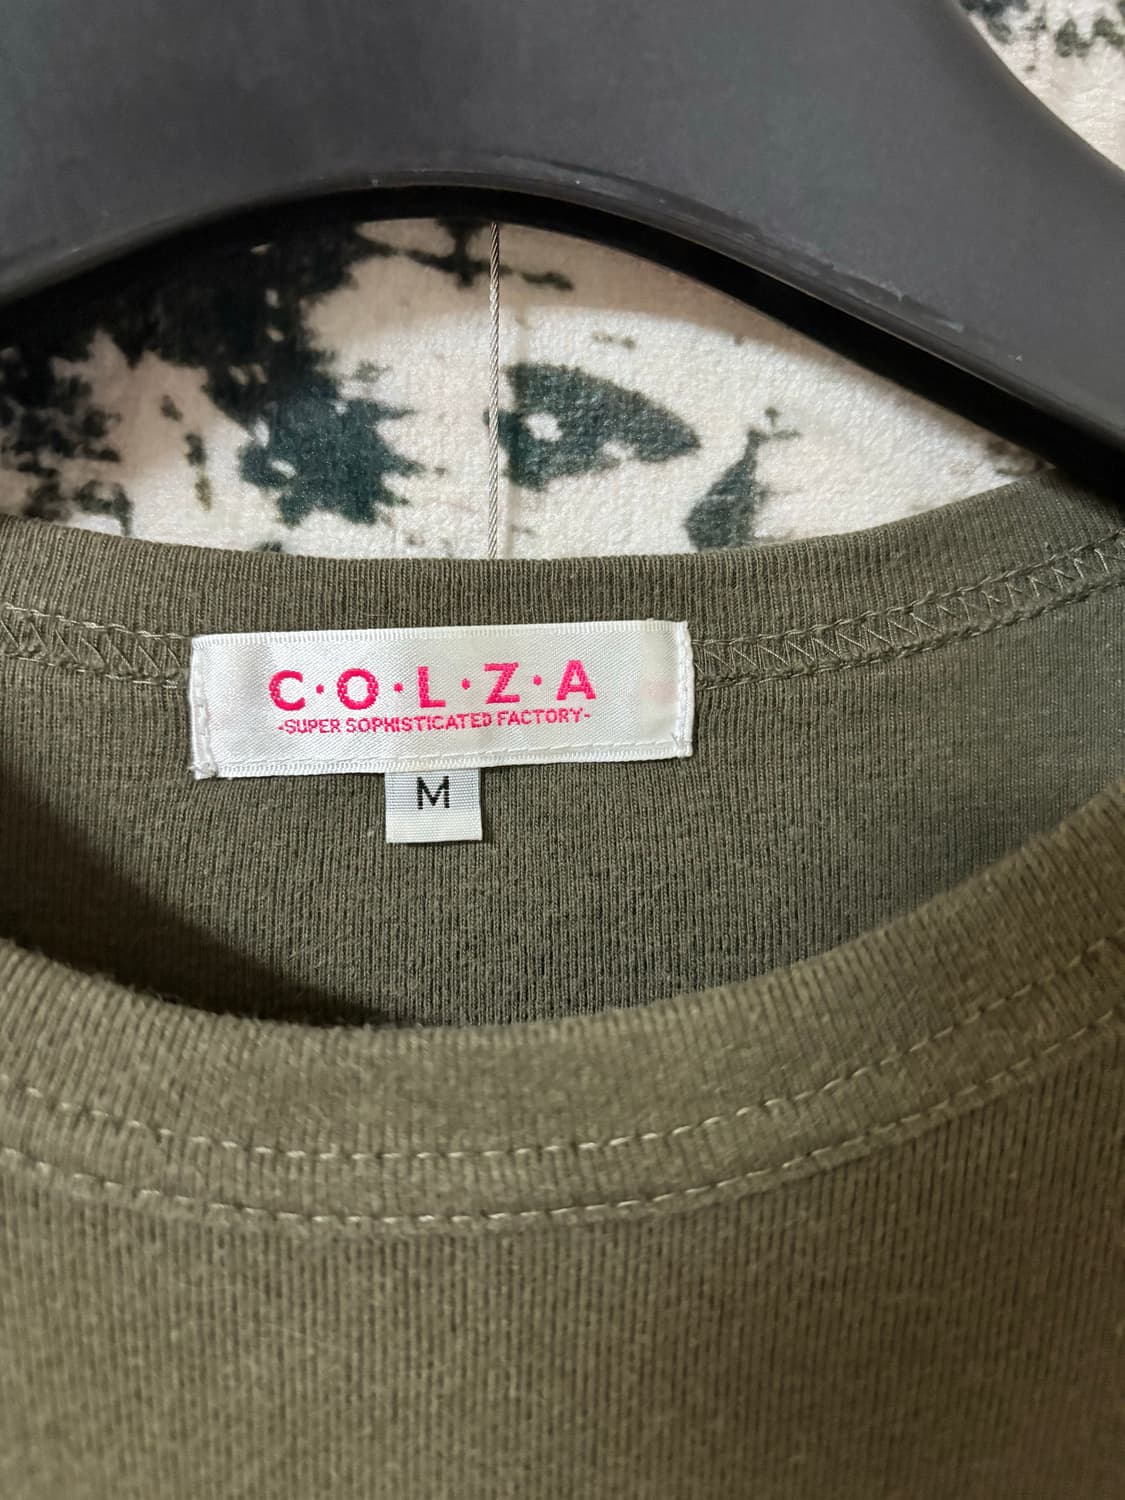 C·O·L·Z·A
-SUPER SOPHISTICATED FACTORY-
M